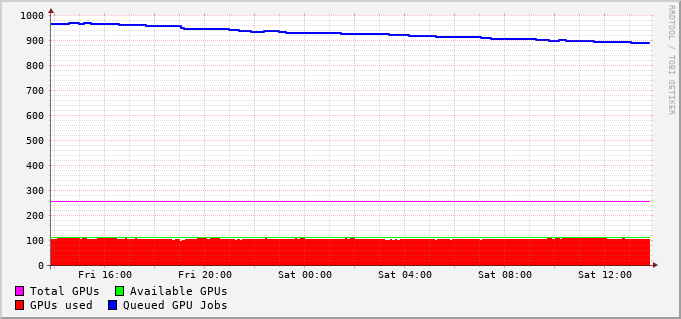 1000
900
800
700
600
500
400
300
200
100
0
Fri 16:00 Fri 20:00 Sat 00:00 Sat 04:00 Sat 08:00 Sat 12:00
Total GPUs Available GPUs
GPUs used Queued GPU Jobs
RRDTOOL / TOBI OETIKER